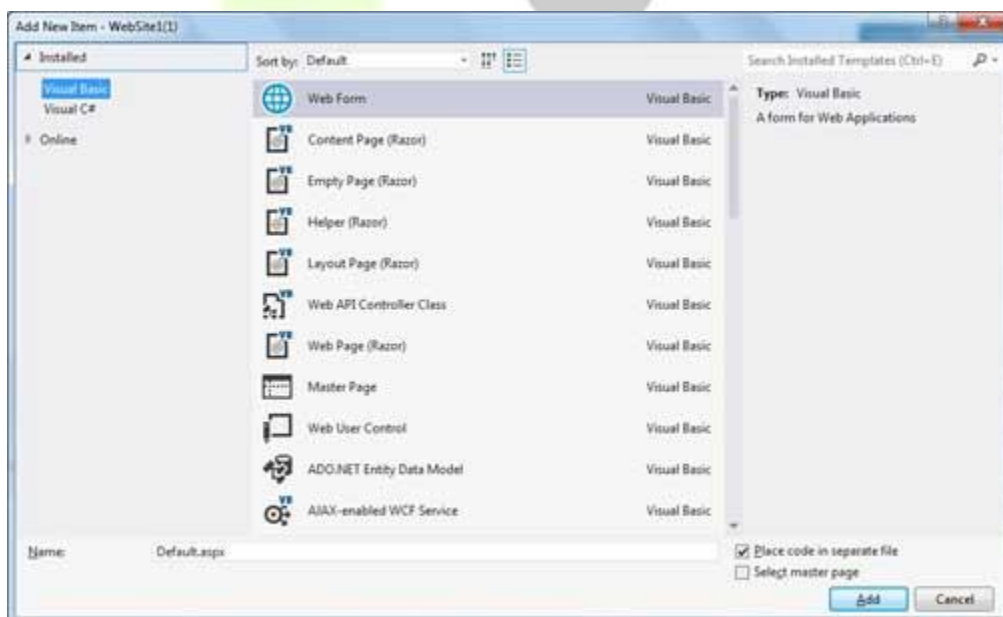 Add New Item - WebSite1(1)
Installed
Sort by: Default
Search Installed Templates (Ctrl+E)
Visual Basic
Visual C#
Online
Web Form Visual Basic
Content Page (Razor) Visual Basic
Empty Page (Razor) Visual Basic
Helper (Razor) Visual Basic
Layout Page (Razor) Visual Basic
Web API Controller Class Visual Basic
Web Page (Razor) Visual Basic
Master Page Visual Basic
Web User Control Visual Basic
ADO.NET Entity Data Model Visual Basic
AJAX-enabled WCF Service Visual Basic
Type: Visual Basic
A form for Web Applications
Name: Default.aspx
Place code in separate file
Select master page
Add Cancel